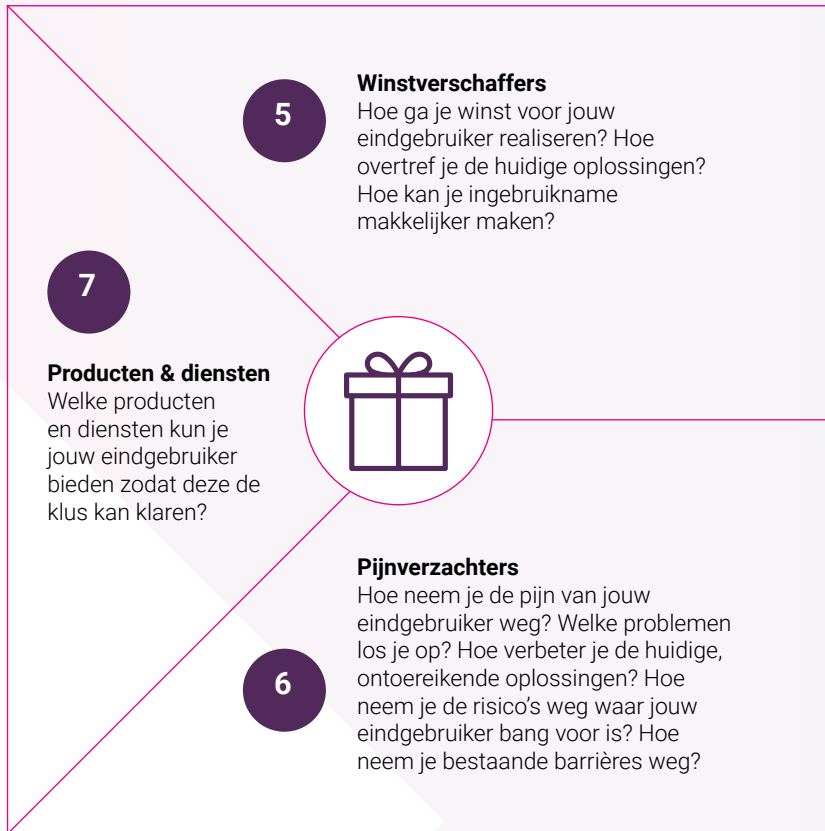 5
Winstverschaffers
Hoe ga je winst voor jouw
eindgebruiker realiseren? Hoe
overtref je de huidige oplossingen?
Hoe kan je ingebruikname
makkelijker maken?
7
Producten & diensten
Welke producten
en diensten kun je
jouw eindgebruiker
bieden zodat deze de
klus kan klaren?
6
Pijnverzachters
Hoe neem je de pijn van jouw
eindgebruiker weg? Welke problemen
los je op? Hoe verbeter je de huidige,
ontoereikende oplossingen? Hoe
neem je de risico’s weg waar jouw
eindgebruiker bang voor is? Hoe
neem je bestaande barrières weg?